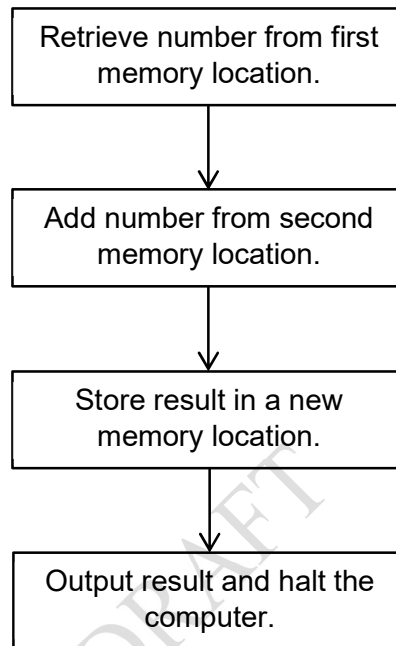 Retrieve number from first
memory location.
Add number from second
memory location.
Store result in a new
memory location.
Output result and halt the
computer.
DRAFT